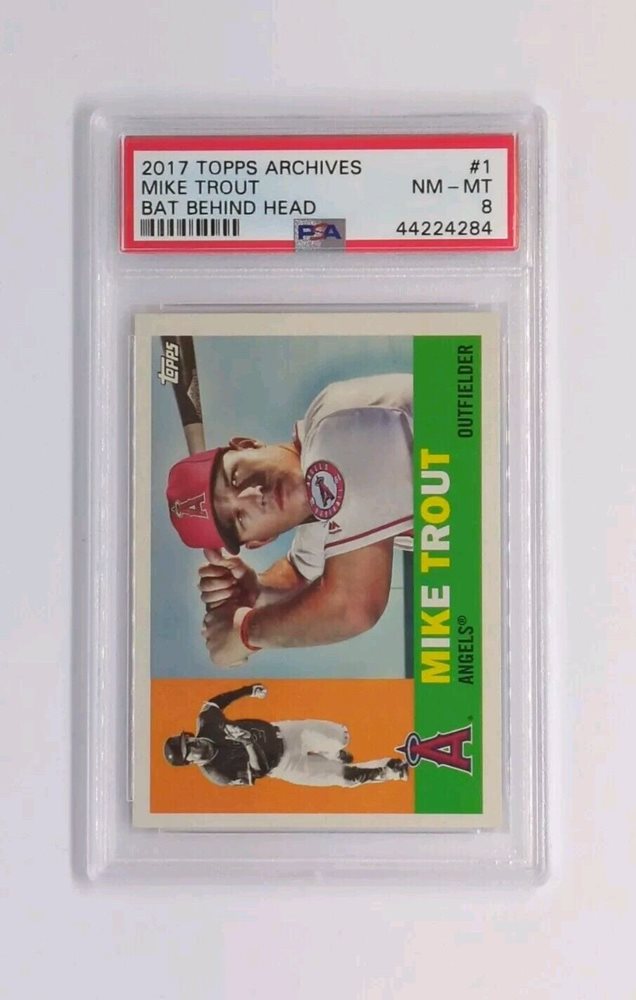 2017 TOPPS ARCHIVES #1
MIKE TROUT NM - MT
BAT BEHIND HEAD 8
PSA 44224284
topps
A
ANGELS
A
MIKE TROUT
ANGELS® OUTFIELDER
A